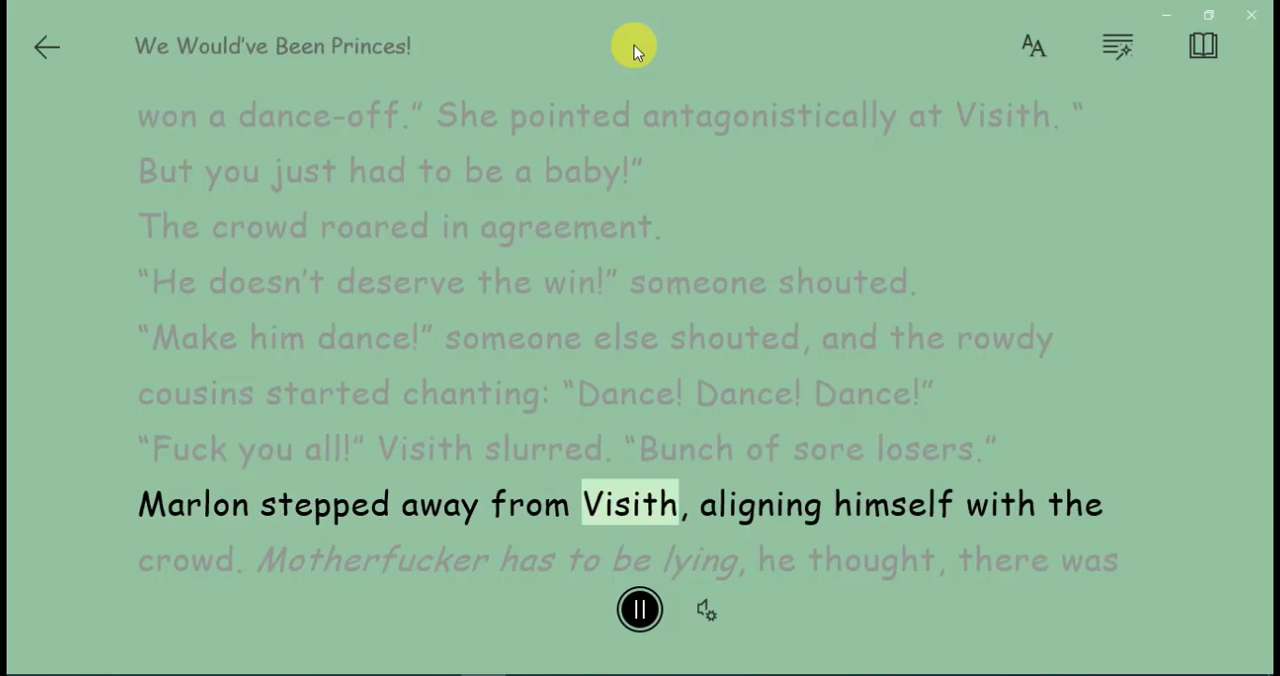 We Would've Been Princes!
AA
won a dance-off.” She pointed antagonistically at Visith. “
But you just had to be a baby!”
The crowd roared in agreement.
“He doesn't deserve the win!” someone shouted.
“Make him dance!” someone else shouted, and the rowdy
cousins started chanting: “Dance! Dance! Dance!”
“Fuck you all!” Visith slurred. “Bunch of sore losers.”
Marlon stepped away from Visith, aligning himself with the
crowd. Motherfucker has to be lying, he thought, there was